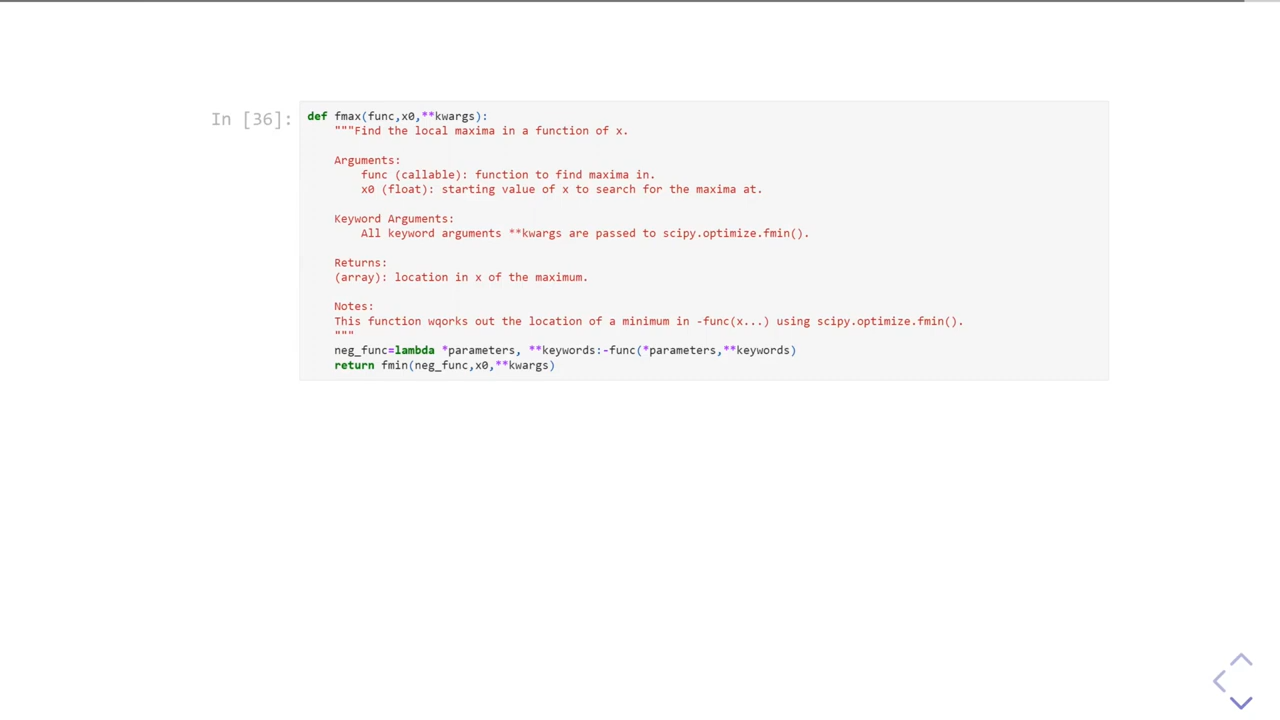 In [36]:
def fmax(func,x0,**kwargs):
"""Find the local maxima in a function of x.
Arguments:
func (callable): function to find maxima in.
x0 (float): starting value of x to search for the maxima at.
Keyword Arguments:
All keyword arguments **kwargs are passed to scipy.optimize.fmin().
Returns:
(array): location in x of the maximum.
Notes:
This function wqorks out the location of a minimum in -func(x...) using scipy.optimize.fmin().
"""
neg_func=lambda *parameters, **keywords:-func(*parameters,**keywords)
return fmin(neg_func,x0,**kwargs)